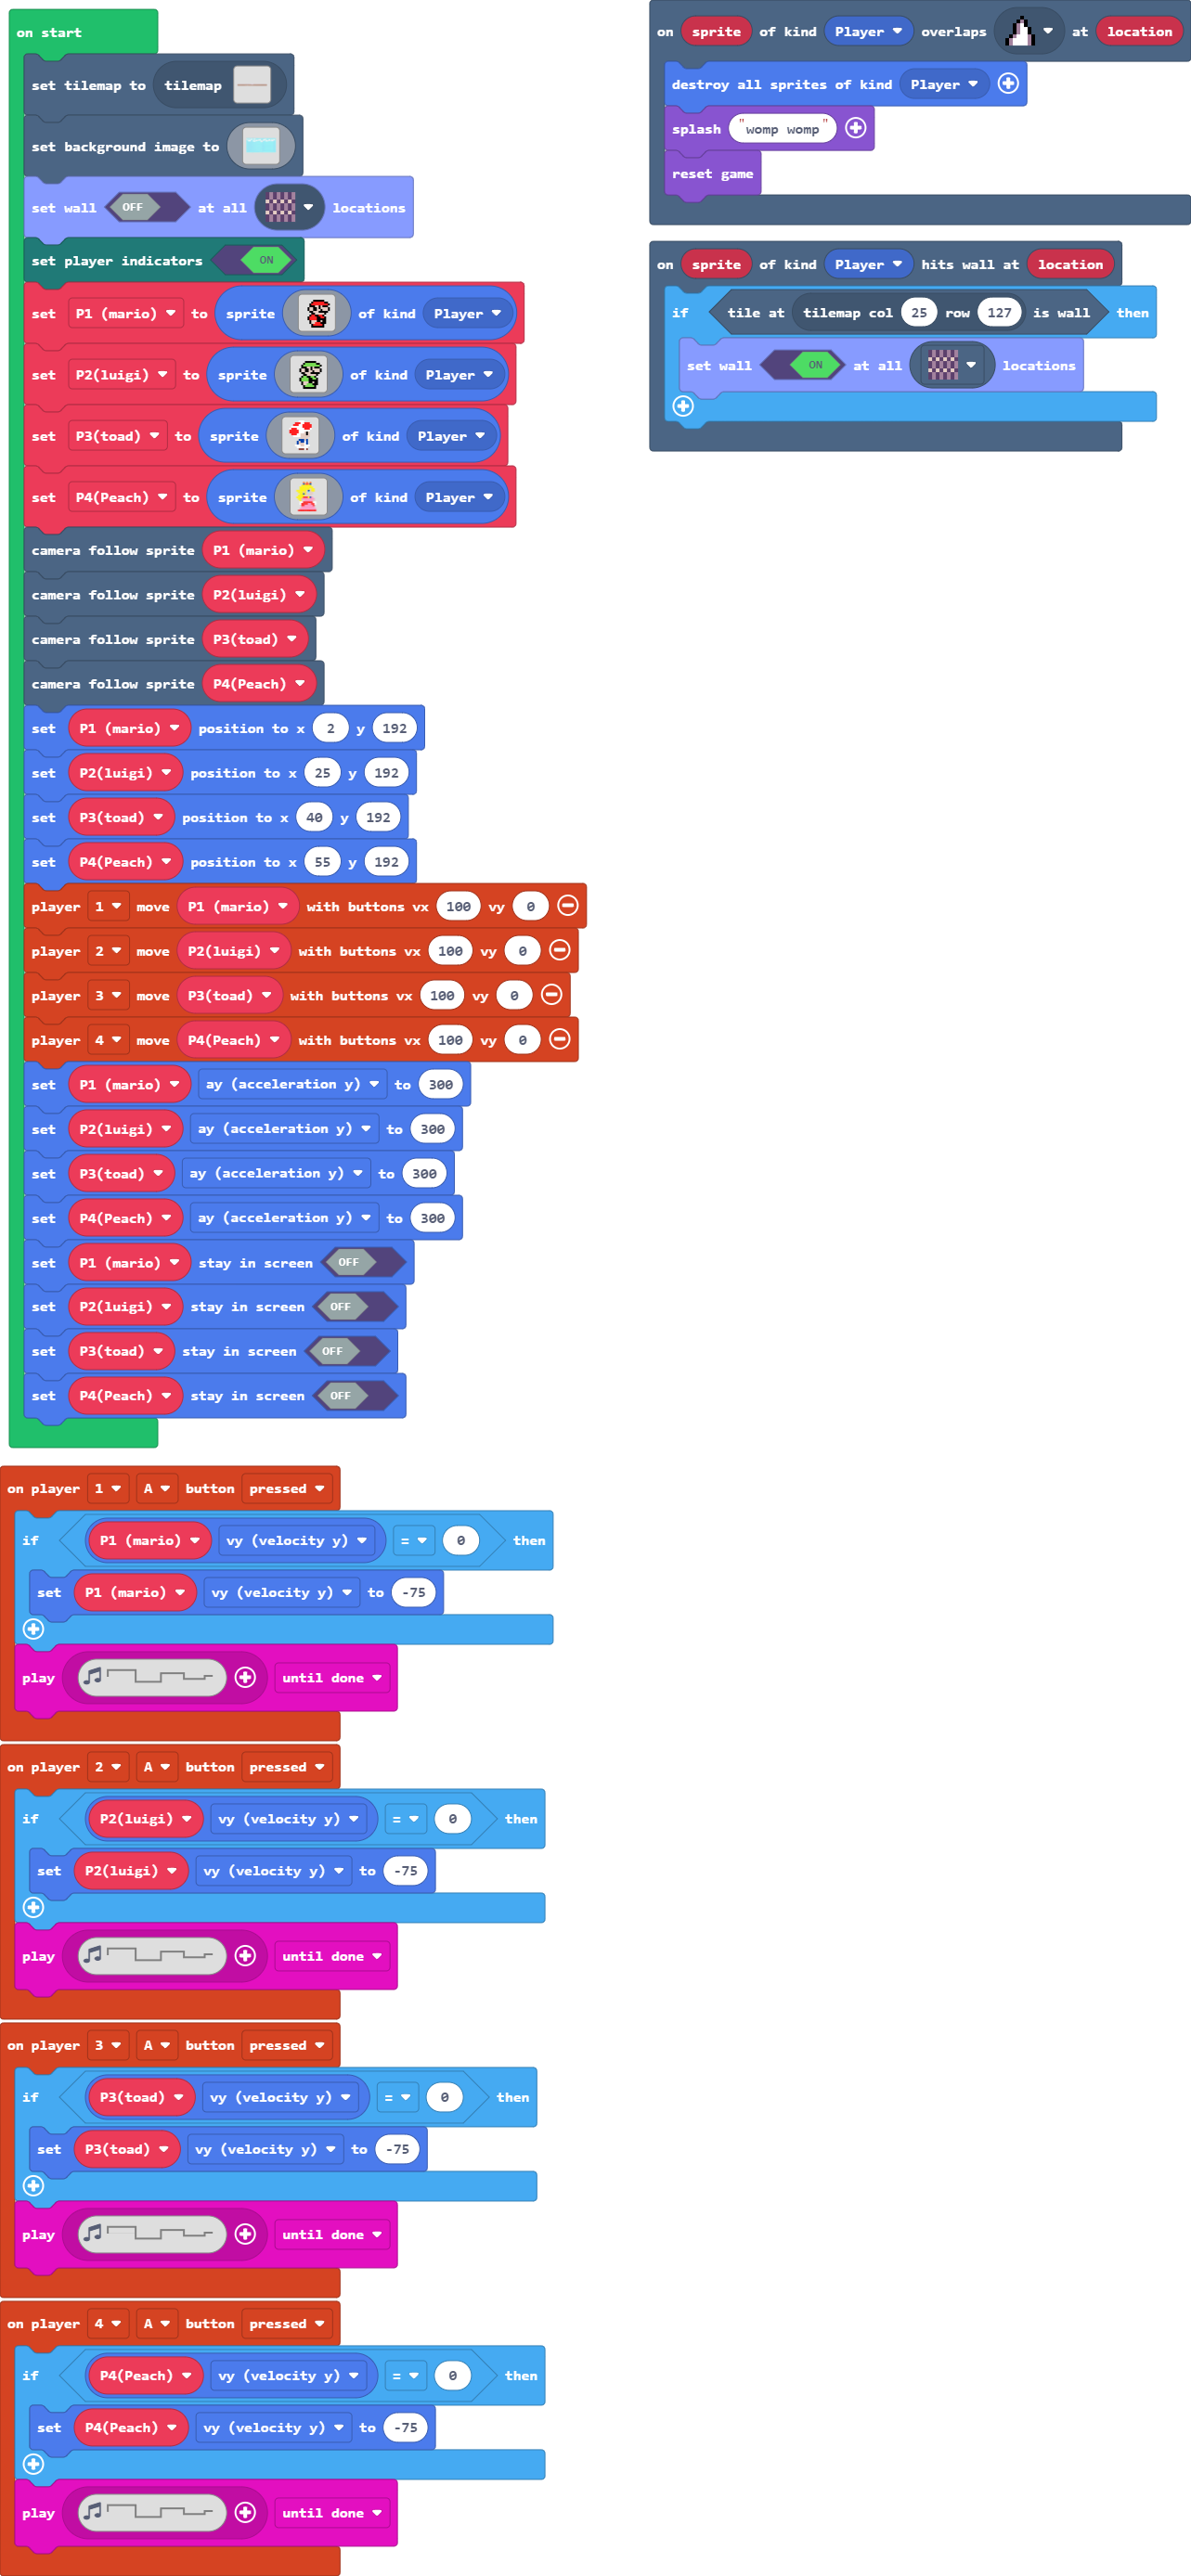 on start
set tilemap to tilemap
set background image to
set wall OFF at all locations
set player indicators ON
set P1 (mario) to sprite of kind Player
set P2(luigi) to sprite of kind Player
set P3(toad) to sprite of kind Player
set P4(Peach) to sprite of kind Player
camera follow sprite P1 (mario)
camera follow sprite P2(luigi)
camera follow sprite P3(toad)
camera follow sprite P4(Peach)
set P1 (mario) position to x 2 y 192
set P2(luigi) position to x 25 y 192
set P3(toad) position to x 40 y 192
set P4(Peach) position to x 55 y 192
player 1 move P1 (mario) with buttons vx 100 vy 0
player 2 move P2(luigi) with buttons vx 100 vy 0
player 3 move P3(toad) with buttons vx 100 vy 0
player 4 move P4(Peach) with buttons vx 100 vy 0
set P1 (mario) ay (acceleration y) to 300
set P2(luigi) ay (acceleration y) to 300
set P3(toad) ay (acceleration y) to 300
set P4(Peach) ay (acceleration y) to 300
set P1 (mario) stay in screen OFF
set P2(luigi) stay in screen OFF
set P3(toad) stay in screen OFF
set P4(Peach) stay in screen OFF
on player 1 A button pressed
if P1 (mario) vy (velocity y) = 0 then
set P1 (mario) vy (velocity y) to -75
play until done
on player 2 A button pressed
if P2(luigi) vy (velocity y) = 0 then
set P2(luigi) vy (velocity y) to -75
play until done
on player 3 A button pressed
if P3(toad) vy (velocity y) = 0 then
set P3(toad) vy (velocity y) to -75
play until done
on player 4 A button pressed
if P4(Peach) vy (velocity y) = 0 then
set P4(Peach) vy (velocity y) to -75
play until done
on sprite of kind Player overlaps at location
destroy all sprites of kind Player
splash "womp womp"
reset game
on sprite of kind Player hits wall at location
if tile at tilemap col 25 row 127 is wall then
set wall ON at all locations